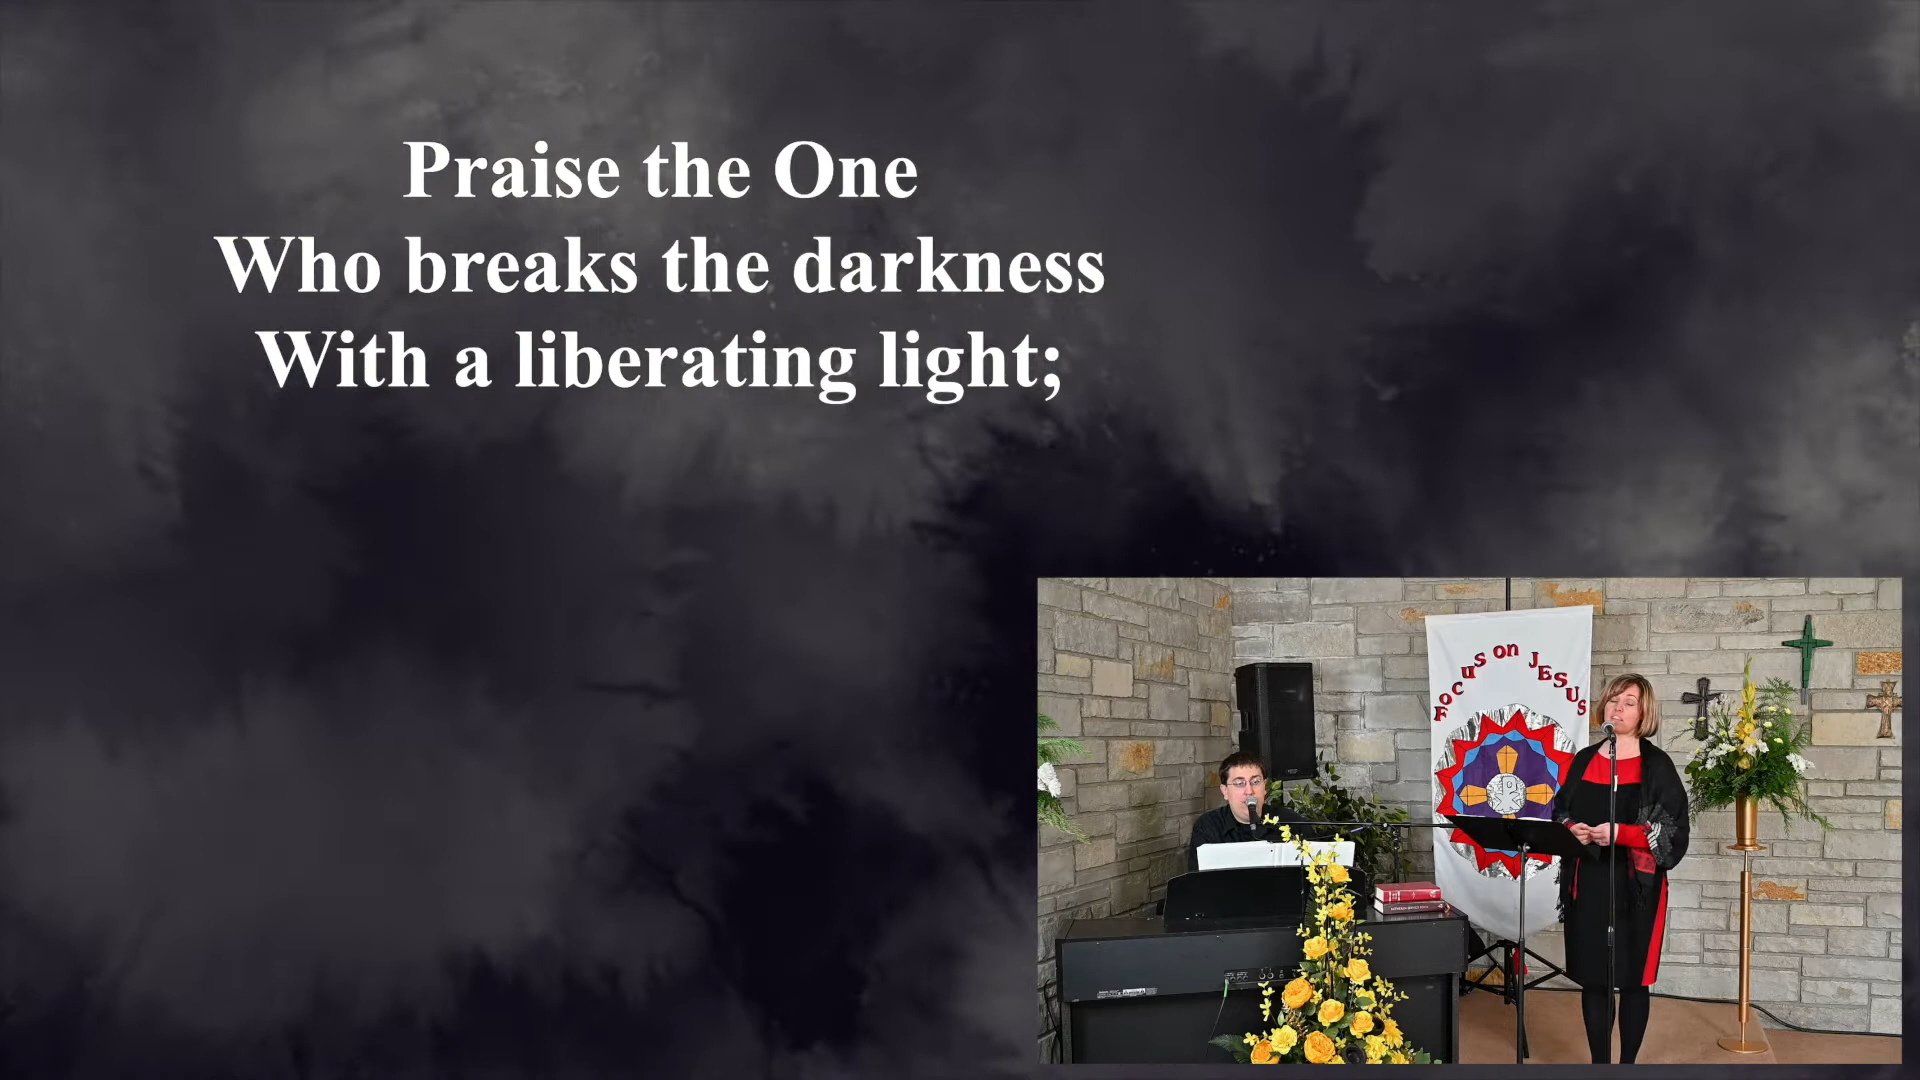 Praise the One
Who breaks the darkness
With a liberating light;
Focus on JESUS